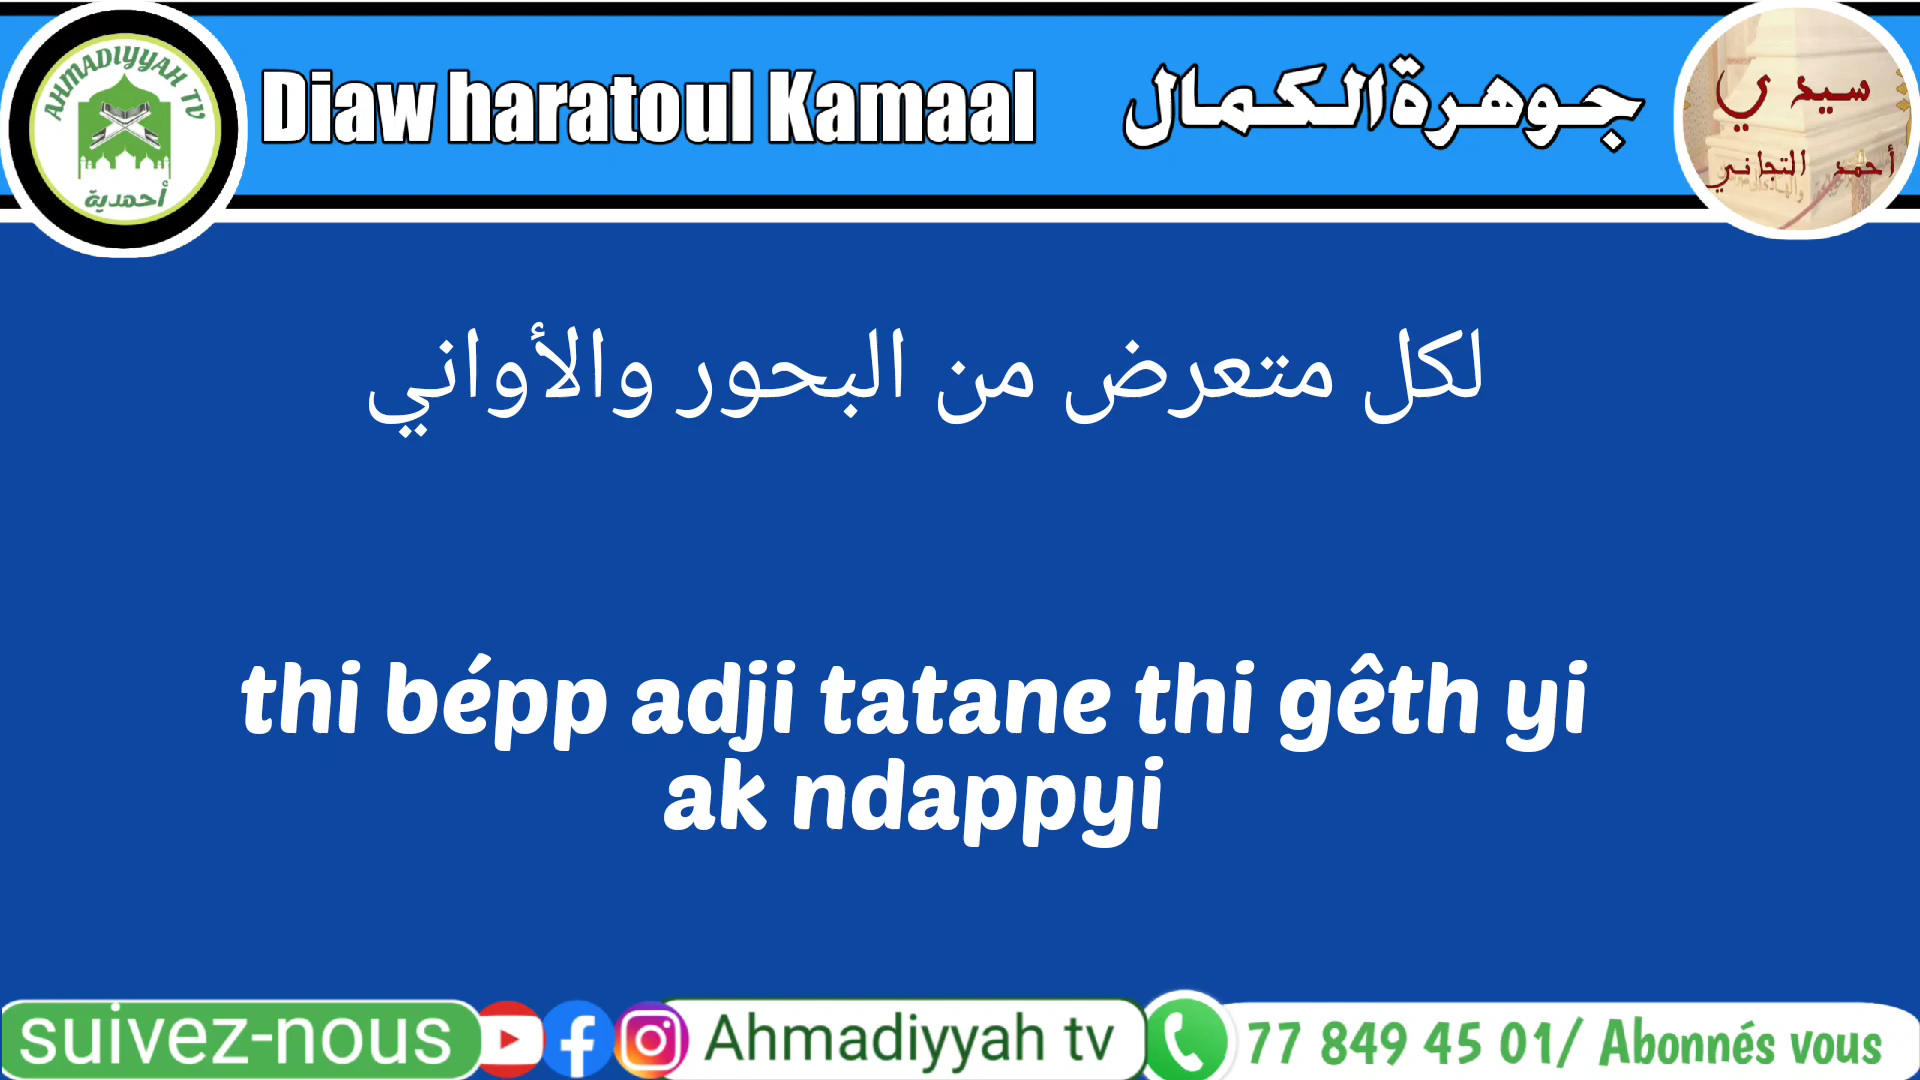 AHMADIYYAH TV
أحمدية
Diaw haratoul Kamaal
جوهرة الكمال
سيدي
أحمد التجاني
لكل متعرض من البحور والأواني
thi bépp adji tatane thi gêth yi
ak ndappyi
suivez-nous
Ahmadiyyah tv
77 849 45 01/ Abonnés vous